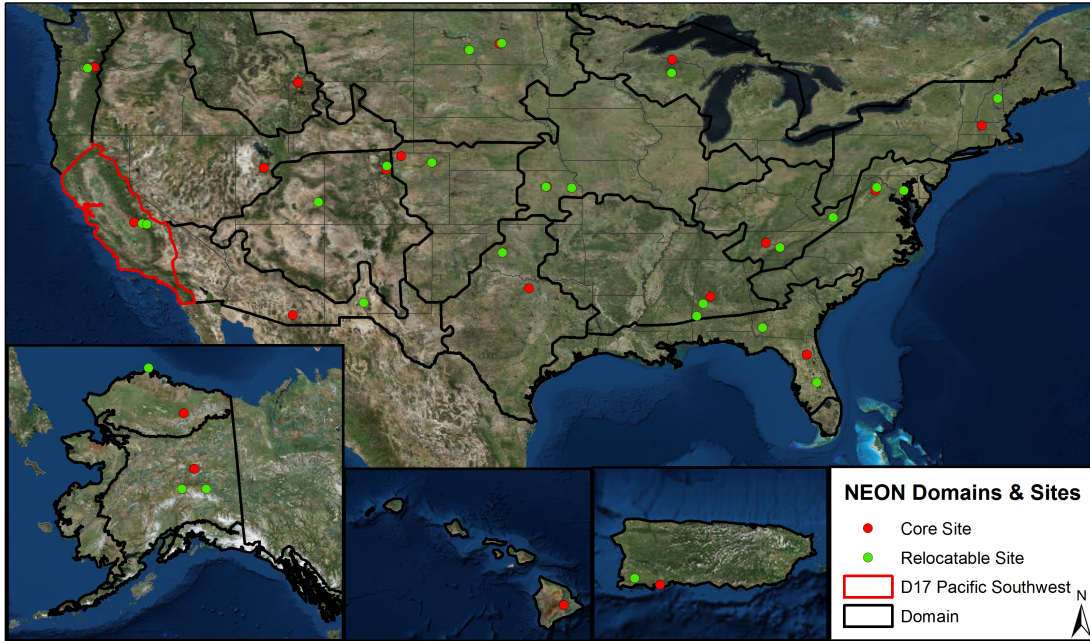 NEON Domains & Sites
Core Site
Relocatable Site
D17 Pacific Southwest
Domain
N